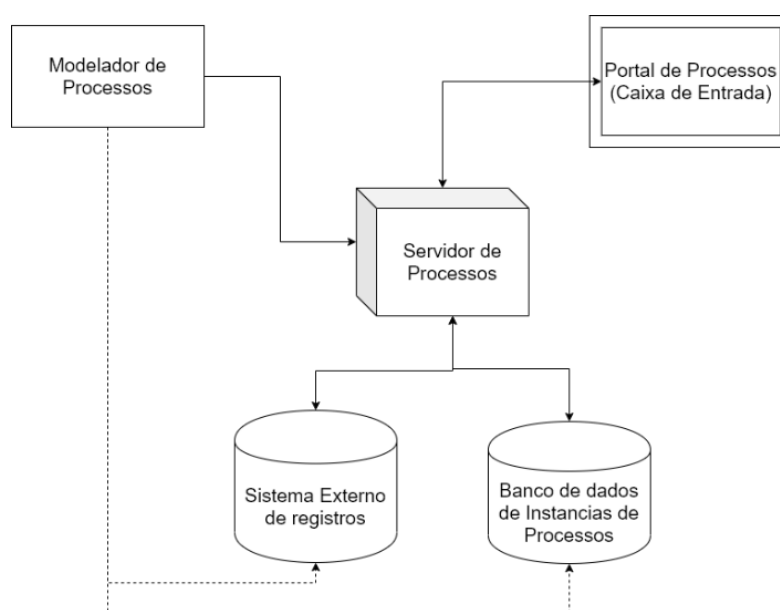 Modelador de
Processos
Portal de Processos
(Caixa de Entrada)
Servidor de
Processos
Sistema Externo
de registros
Banco de dados
de Instancias de
Processos